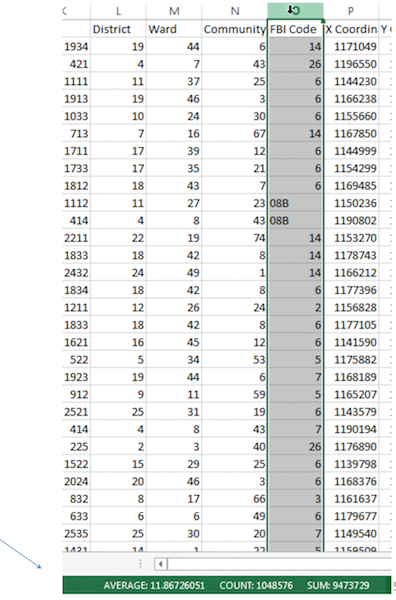 L M N O P
District Ward Community FBI Code X Coordin Y
1934 19 44 6 14 1171049
421 4 7 43 26 1196550
1111 11 37 25 6 1144230
1913 19 46 3 6 1166238
1033 10 24 30 6 1155660
713 7 16 67 14 1167850
1711 17 39 12 6 1144999
1733 17 35 21 6 1154299
1812 18 43 7 6 1169485
1112 11 27 23 08B 1150236
414 4 8 43 08B 1190802
2211 22 19 74 14 1153270
1833 18 42 8 14 1178743
2432 24 49 1 14 1166212
1834 18 42 8 6 1177396
1211 12 26 24 2 1156828
1833 18 42 8 6 1177105
1621 16 45 12 6 1141590
522 5 34 53 5 1175882
1923 19 44 6 7 1168189
912 9 11 59 5 1165207
2521 25 31 19 6 1143579
414 4 8 43 7 1190194
225 2 3 40 26 1176890
1522 15 29 25 6 1139798
2024 20 46 3 6 1168376
832 8 17 66 3 1161637
633 6 6 49 6 1179677
2535 25 30 20 7 1149540
1431 14 1 22 5 1159509
AVERAGE: 11.86726051 COUNT: 1048576 SUM: 9473729